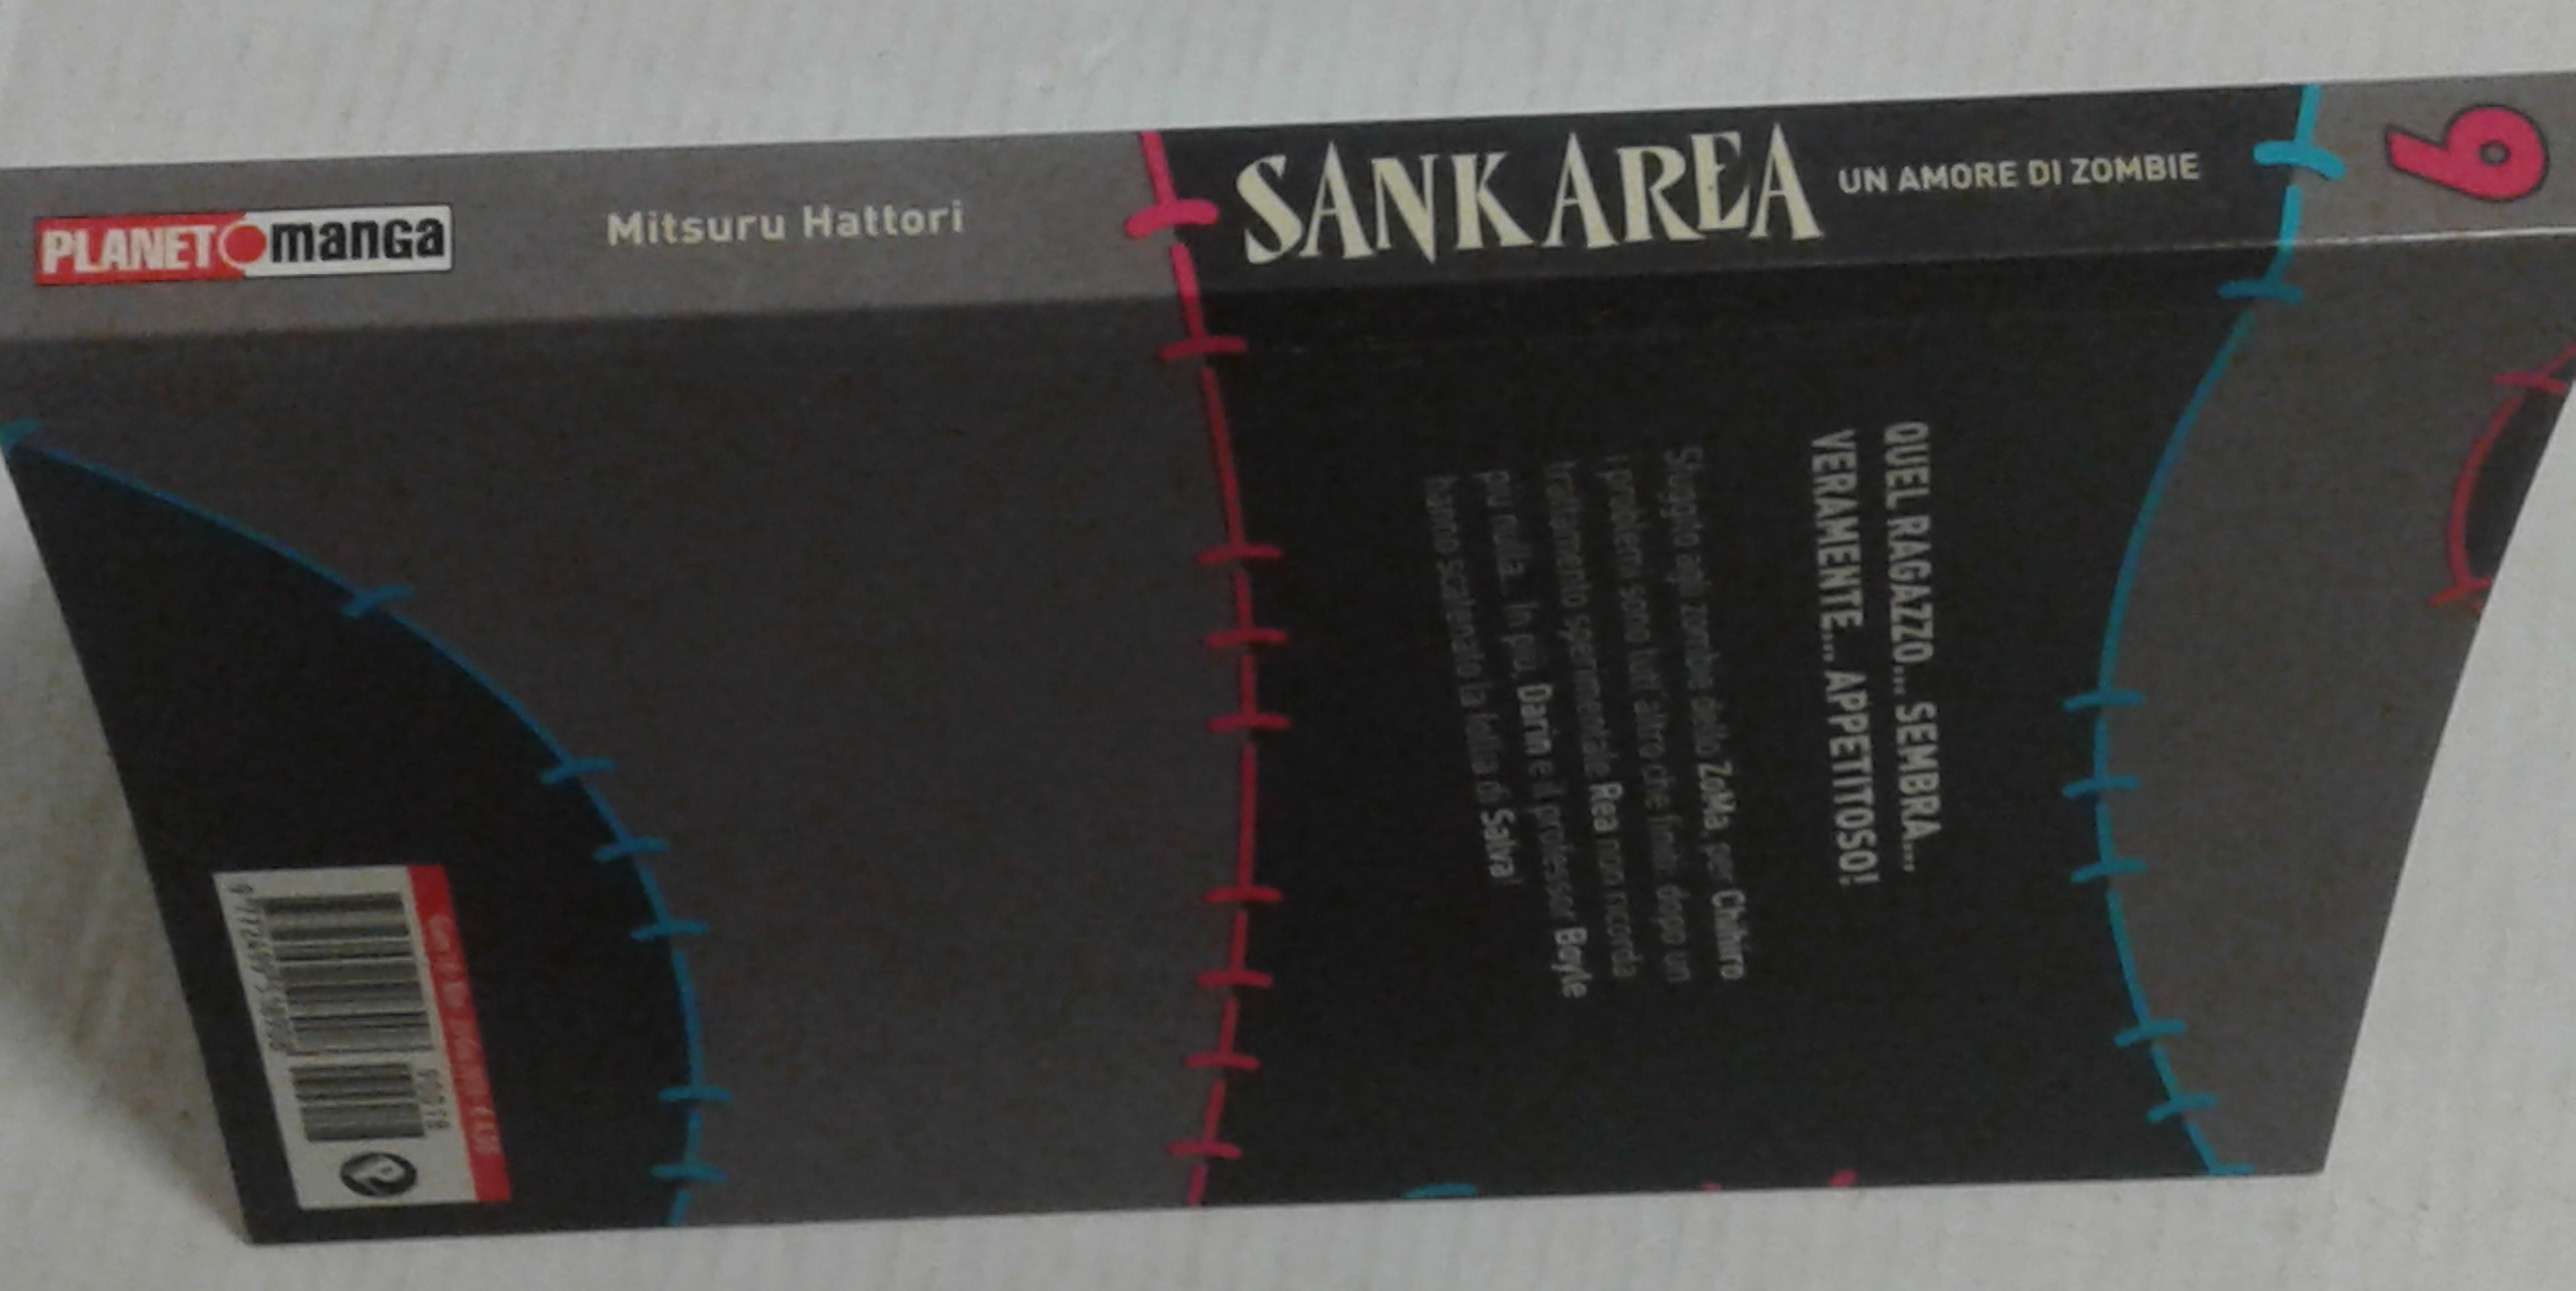 PLANET manga
Mitsuru Hattori
SANKAREA
UN AMORE DI ZOMBIE
9
QUEL RAGAZZO... SEMBRA...
VERAMENTE... APPETITOSO!
Sfuggito agli zombie dello ZoMa, per Chihiro
i problemi sono tutt'altro che finiti: dopo un
trattamento sperimentale Rea non ricorda
più nulla. In più, Darin e il professor Boyle
hanno scatenato la follia di Salva!